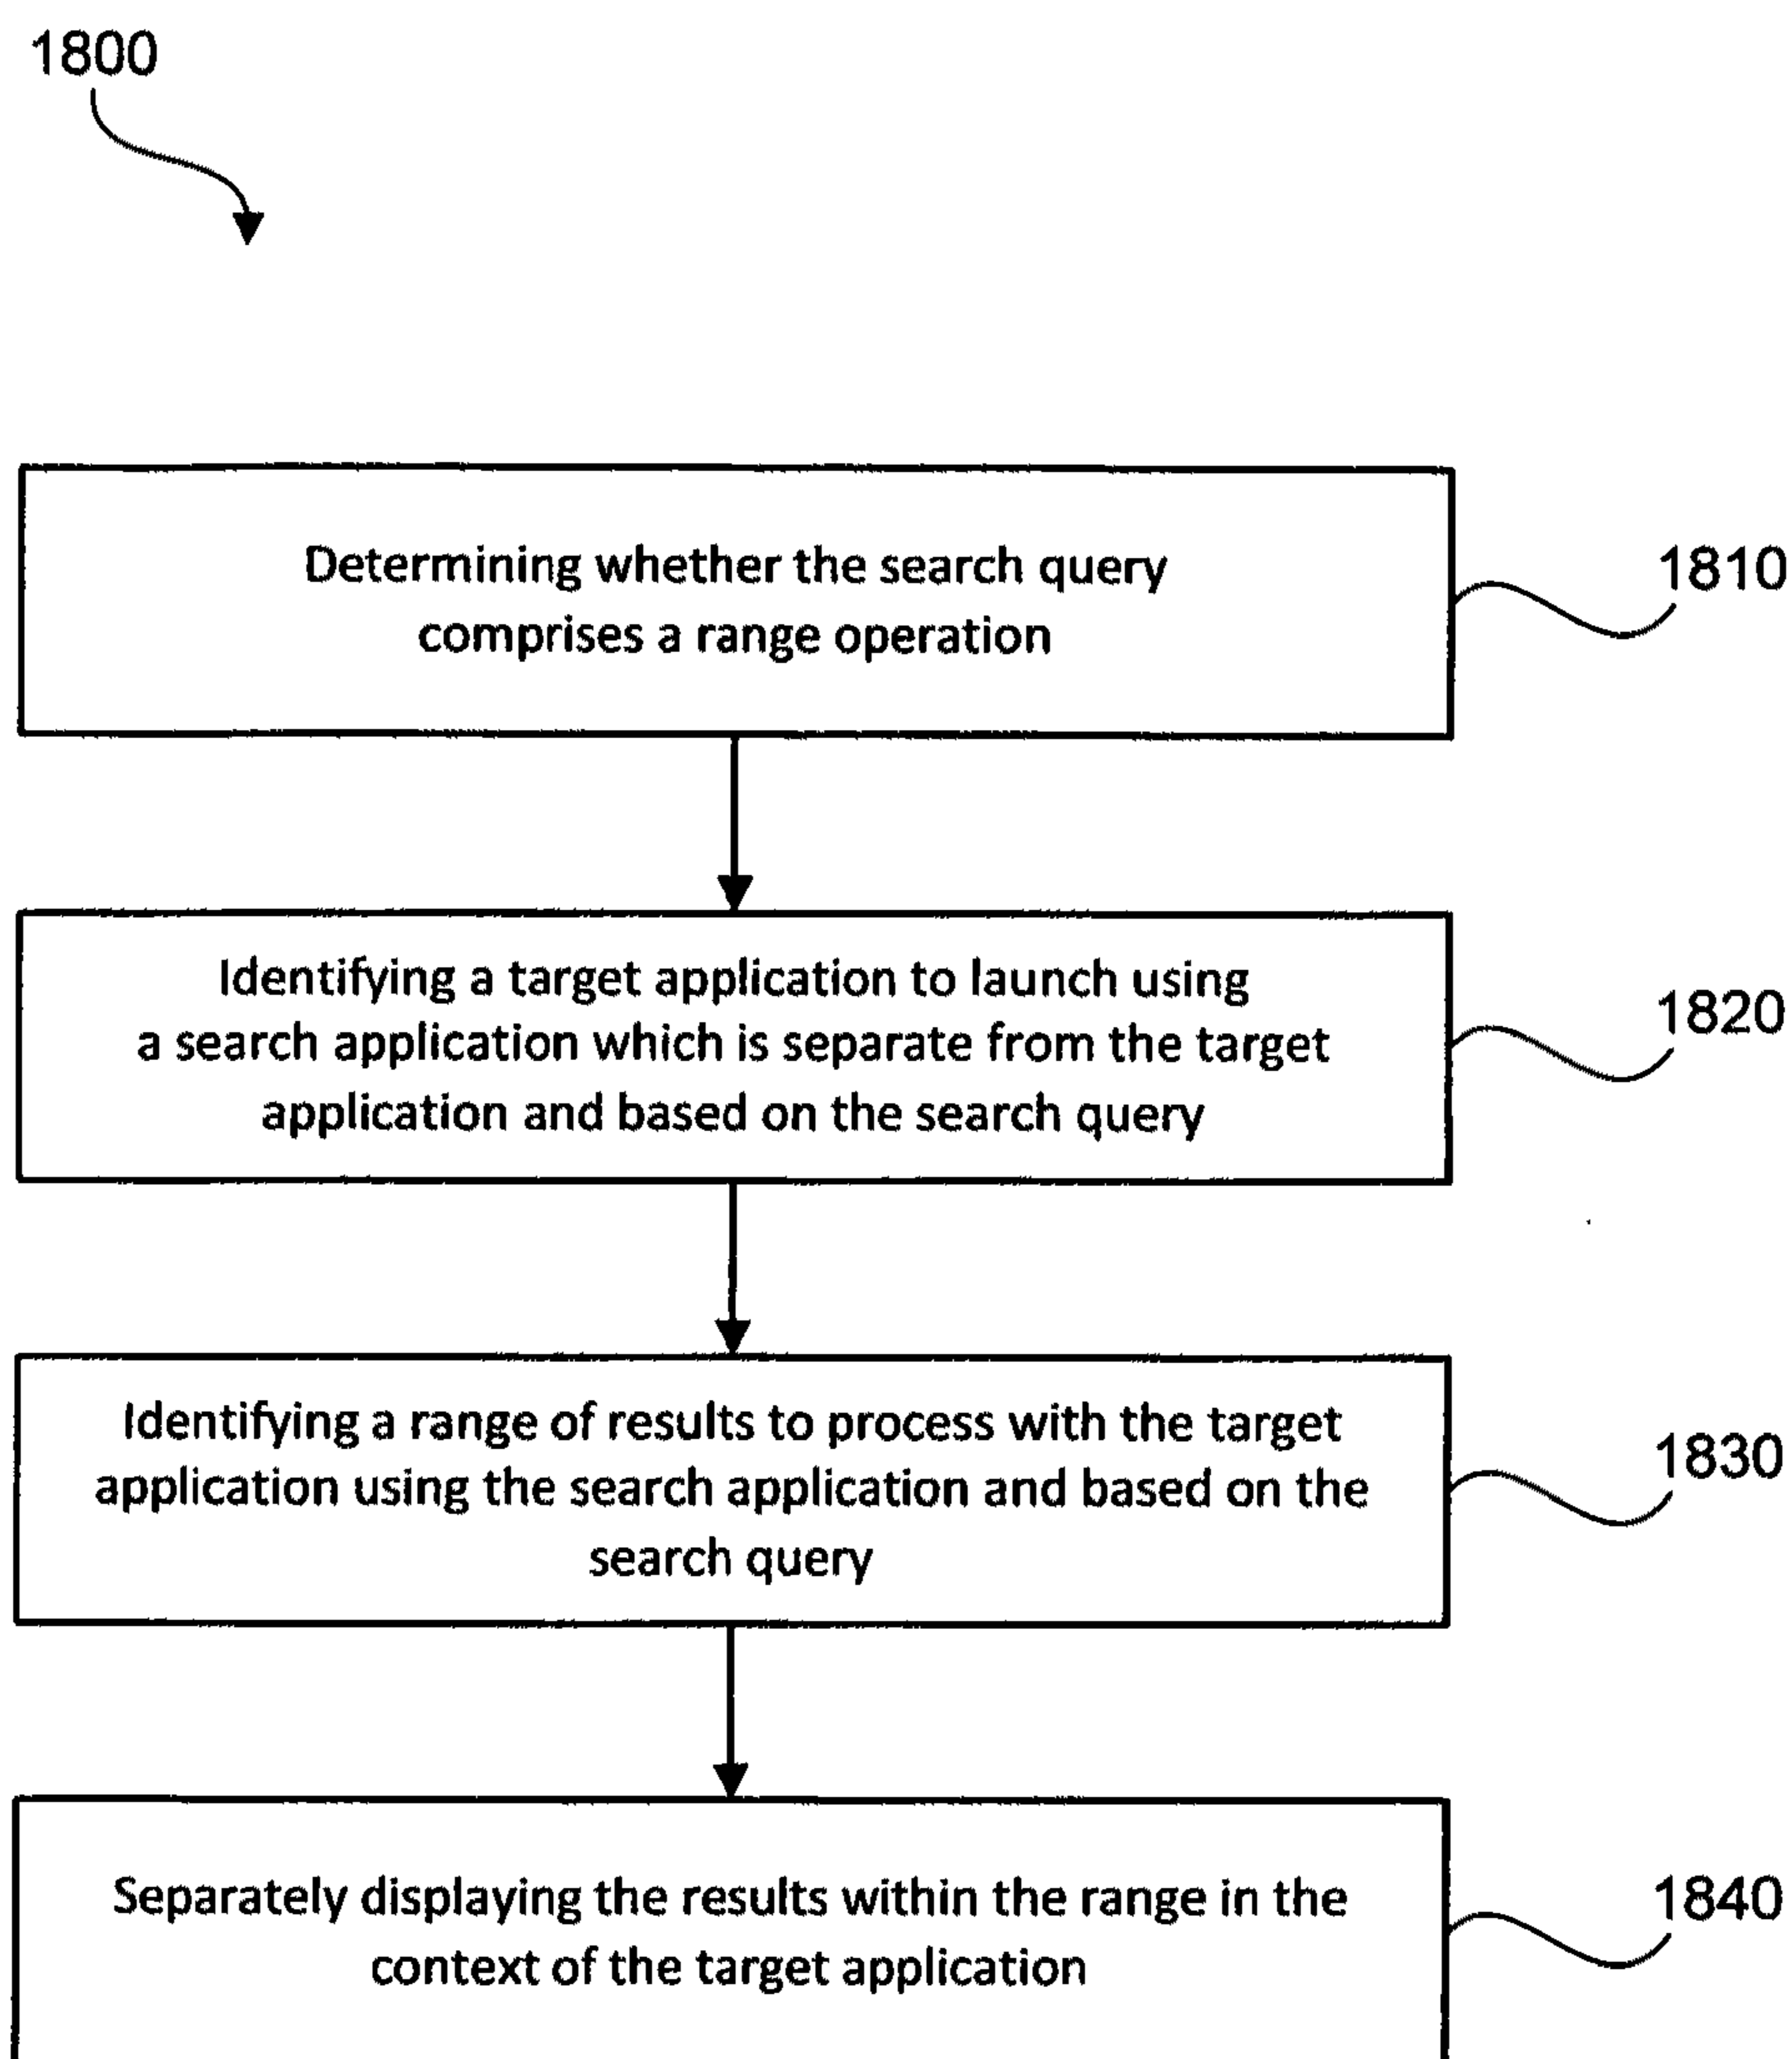 1800
Determining whether the search query
comprises a range operation
1810
Identifying a target application to launch using
a search application which is separate from the target
application and based on the search query
1820
Identifying a range of results to process with the target
application using the search application and based on the
search query
1830
Separately displaying the results within the range in the
context of the target application
1840